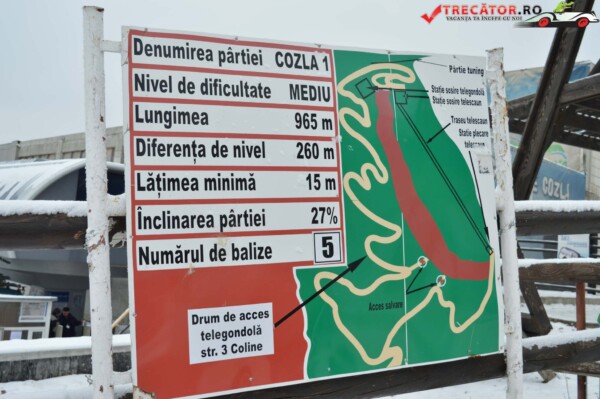 TRECĂTOR.RO
VACANȚA TA ÎNCEPE CU NOI
Denumirea pârtiei COZLA 1
Nivel de dificultate MEDIU
Lungimea 965 m
Diferența de nivel 260 m
Lățimea minimă 15 m
Înclinarea pârtiei 27%
Numărul de balize 5
Drum de acces
telegondolă
str. 3 Coline
Pârtie tuning
Stație sosire telegondolă
Stație sosire telescaun
Traseu telescaun
Stație plecare
telescaun
Acces salvare
COZLA